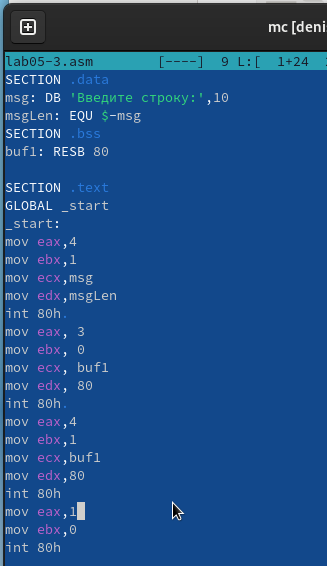 mc [deni
lab05-3.asm [----] 9 L:[ 1+24
SECTION .data
msg: DB 'Введите строку:',10
msgLen: EQU $-msg
SECTION .bss
buf1: RESB 80
SECTION .text
GLOBAL _start
_start:
mov eax,4
mov ebx,1
mov ecx,msg
mov edx,msgLen
int 80h.
mov eax, 3
mov ebx, 0
mov ecx, buf1
mov edx, 80
int 80h.
mov eax,4
mov ebx,1
mov ecx,buf1
mov edx,80
int 80h
mov eax,1
mov ebx,0
int 80h